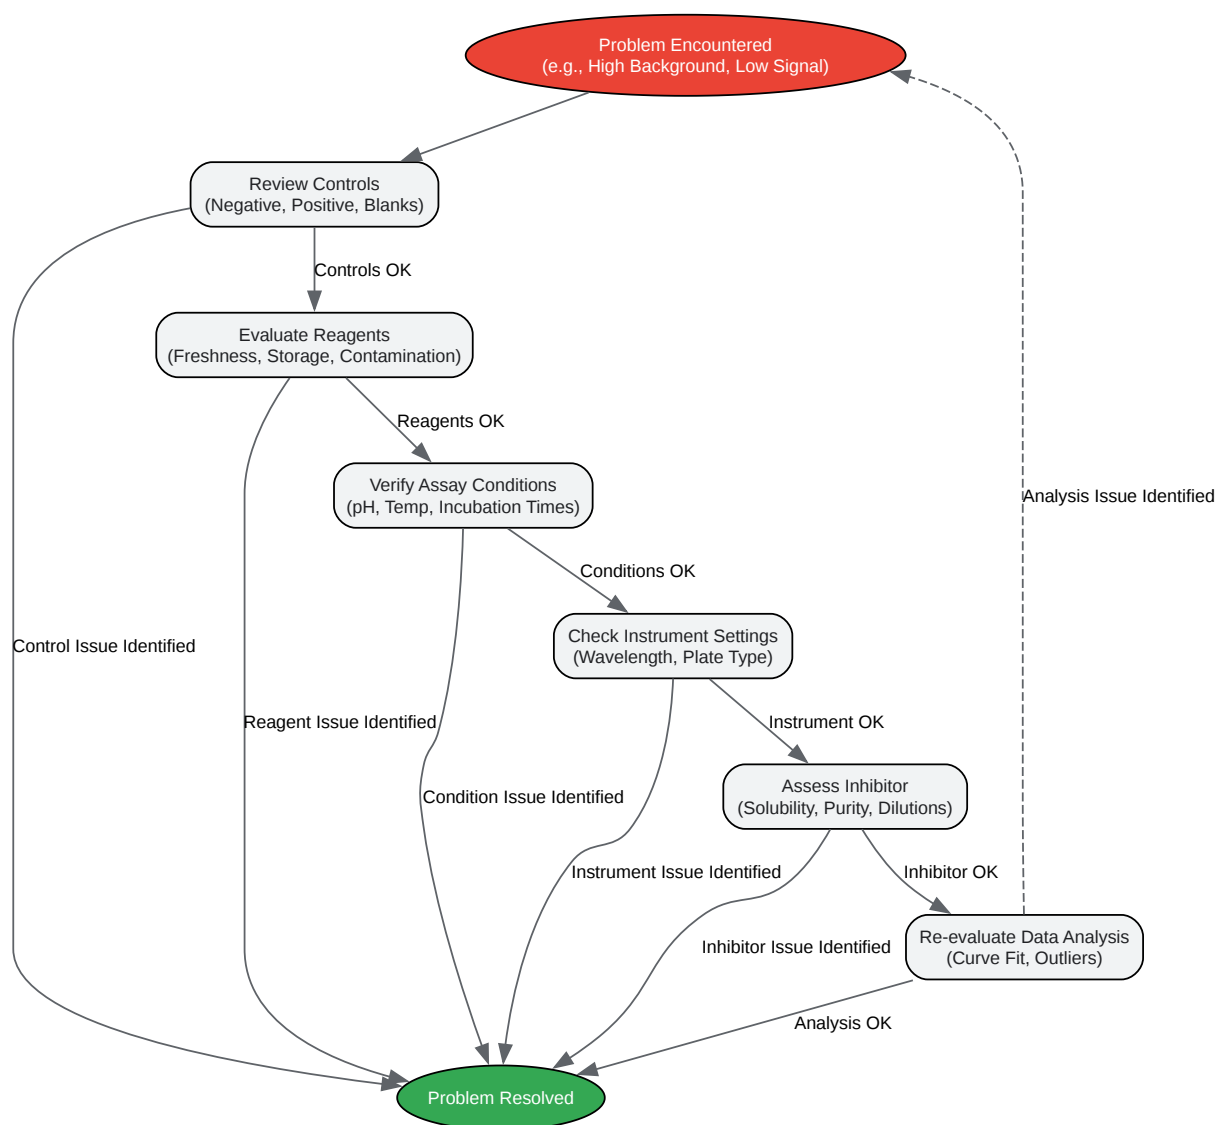 Problem Encountered
(e.g., High Background, Low Signal)
Review Controls
(Negative, Positive, Blanks)
Controls OK
Evaluate Reagents
(Freshness, Storage, Contamination)
Reagents OK
Verify Assay Conditions
(pH, Temp, Incubation Times)
Analysis Issue Identified
Conditions OK
Check Instrument Settings
(Wavelength, Plate Type)
Control Issue Identified
Reagent Issue Identified
Instrument OK
Assess Inhibitor
(Solubility, Purity, Dilutions)
Condition Issue Identified
Instrument Issue Identified
Inhibitor OK
Re-evaluate Data Analysis
(Curve Fit, Outliers)
Inhibitor Issue Identified
Analysis OK
Problem Resolved